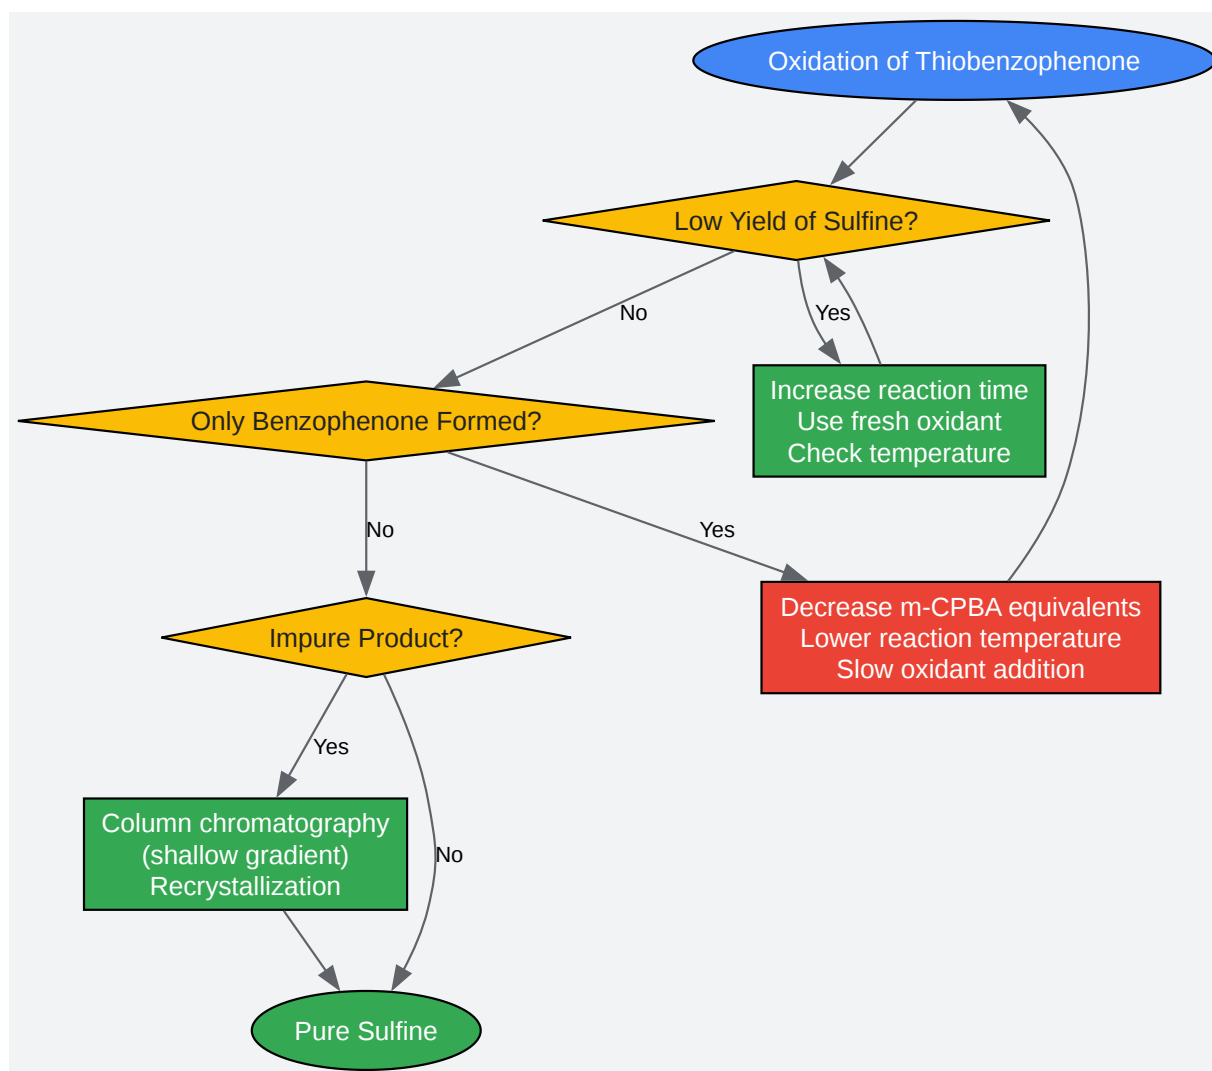 Oxidation of Thiobenzophenone
Low Yield of Sulfine?
No
Yes
Increase reaction time
Use fresh oxidant
Check temperature
Only Benzophenone Formed?
No
Yes
Decrease m-CPBA equivalents
Lower reaction temperature
Slow oxidant addition
Impure Product?
Yes
No
Column chromatography
(shallow gradient)
Recrystallization
Pure Sulfine